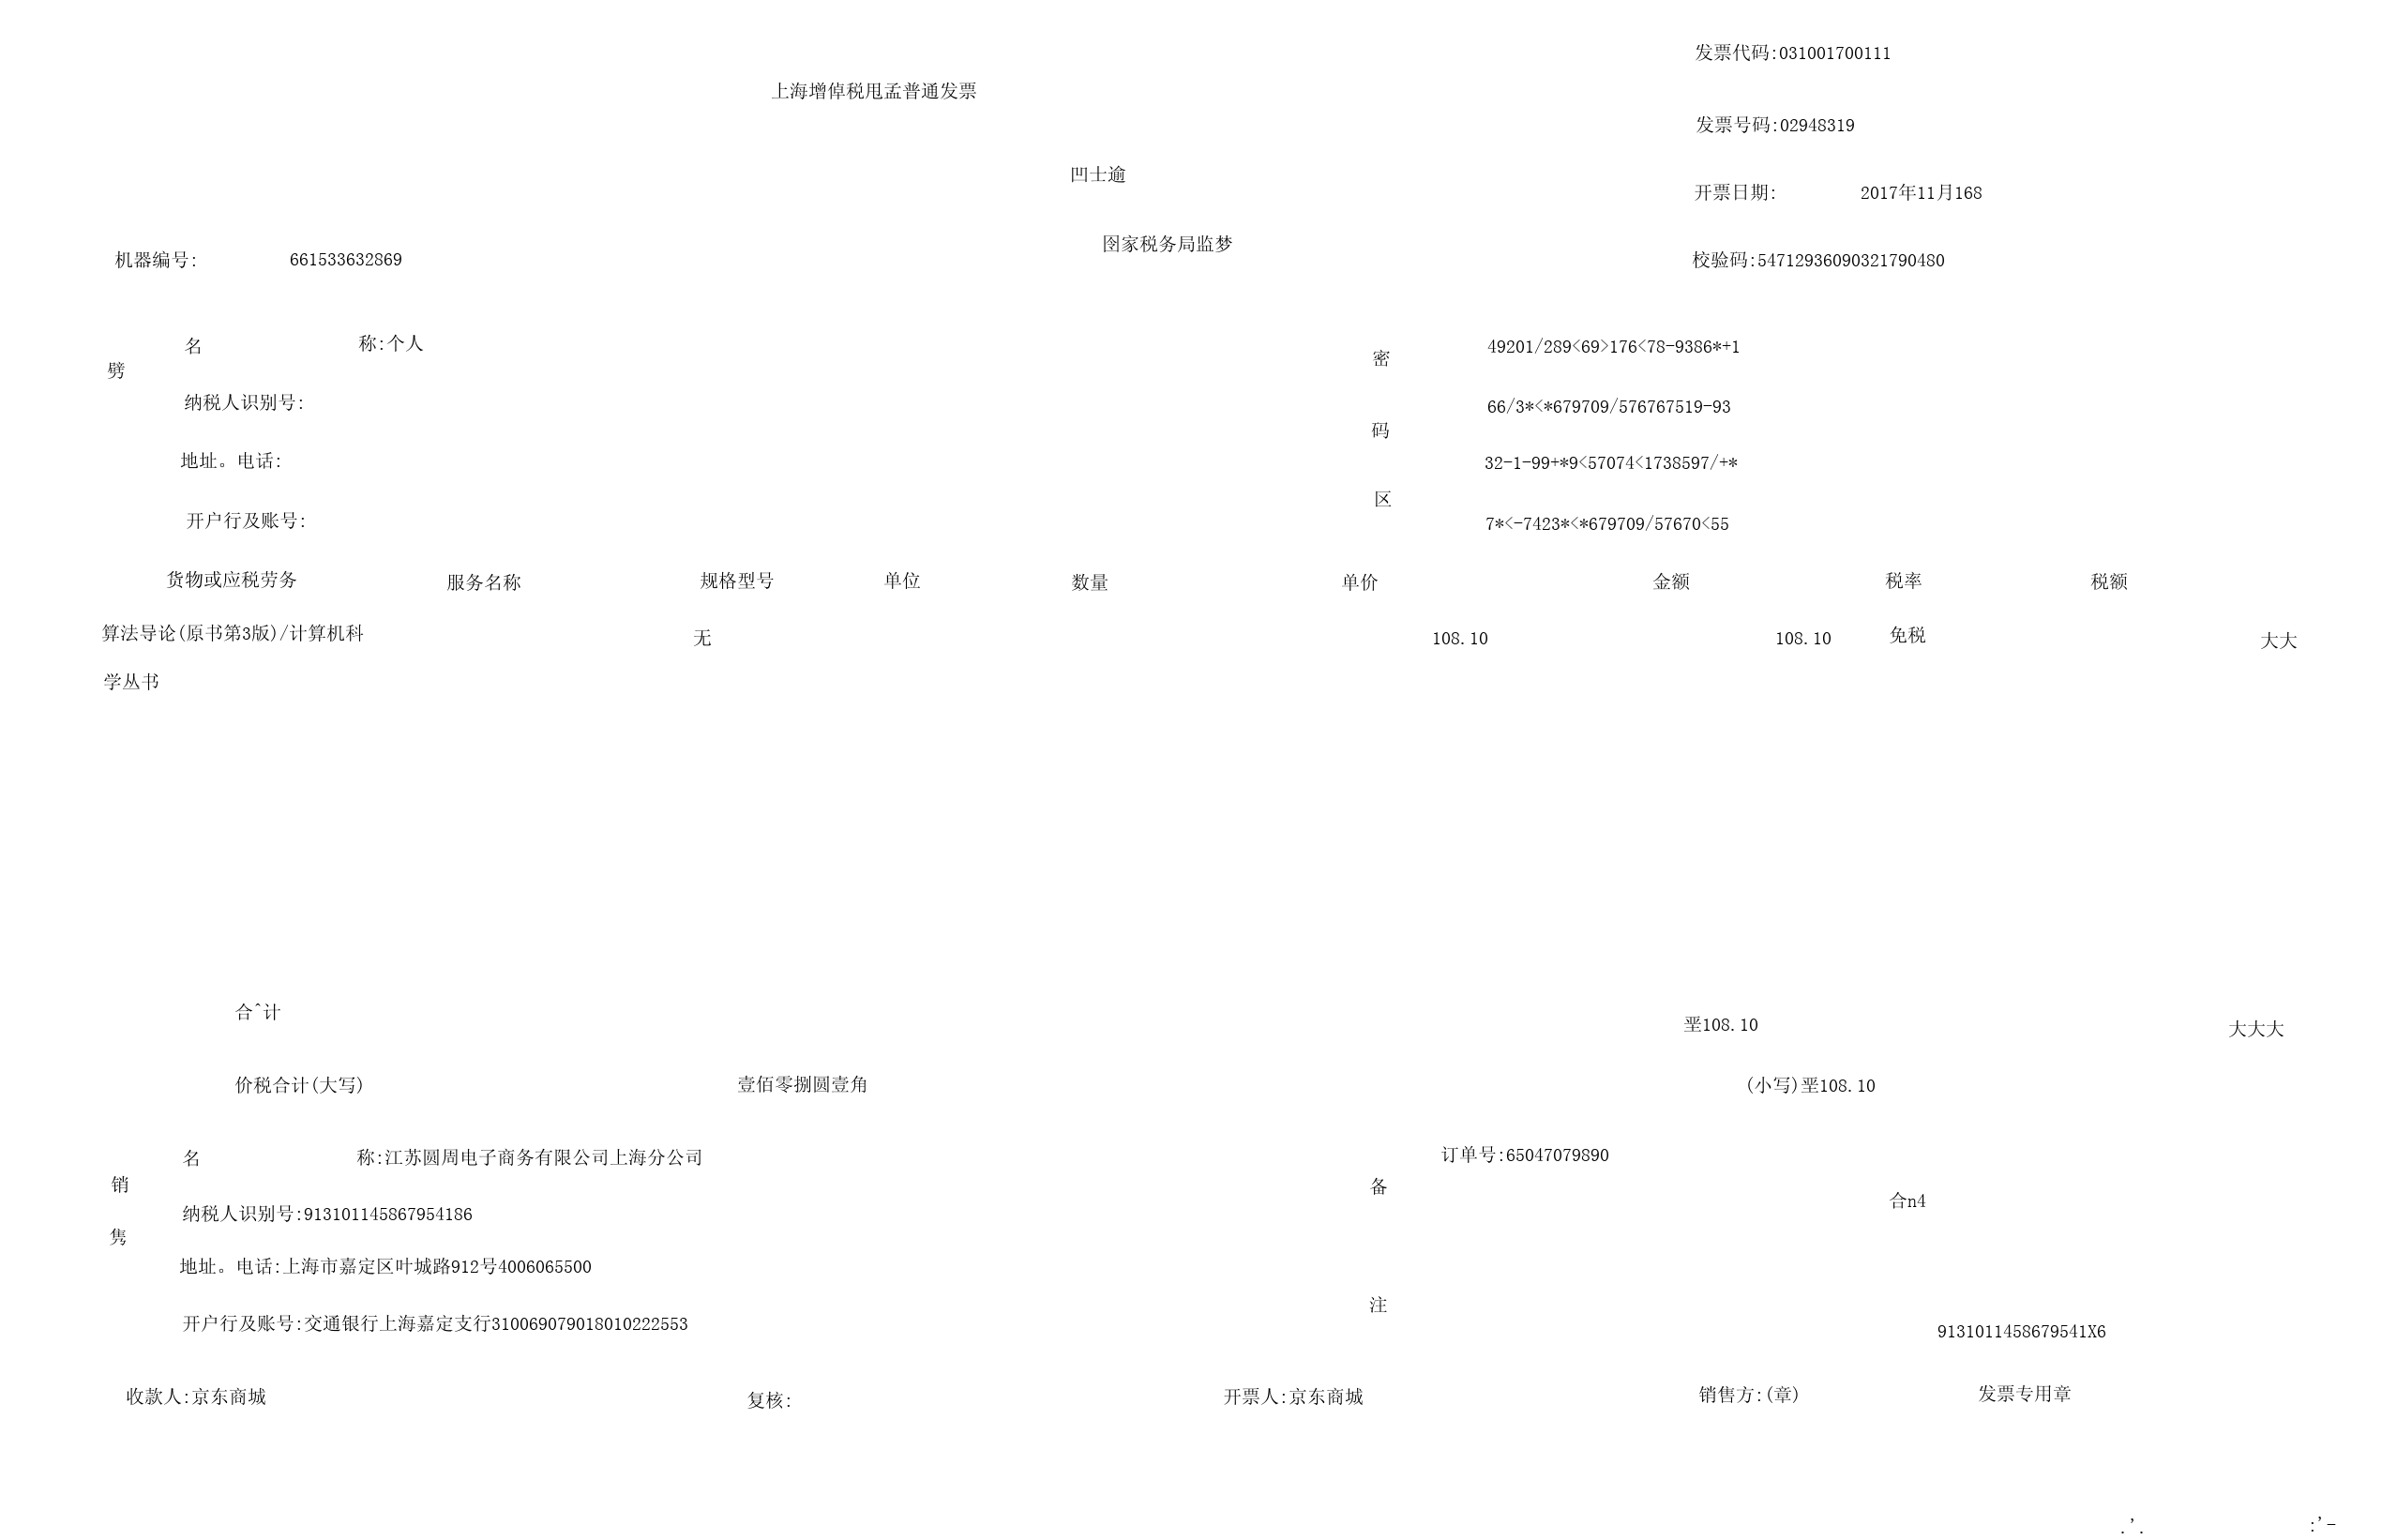 发票代码:031001700111
上海增倬税甩孟普通发票
发票号码:02948319
凹士逾
开票日期: 2017年11月168
图家税务局监梦
机器编号: 661533632869 校验码:54712936090321790480
名 称:个人 密 49201/289<69>176<78-9386*+1
劈
纳税人识别号: 66/3*<*679709/576767519-93
码
地址。电话: 32-1-99+*9<57074<1738597/+*
区
开户行及账号: 7*<-7423*<*679709/57670<55
货物或应税劳务 服务名称 规格型号 单位 数量 单价 金额 税率 税额
算法导论(原书第3版)/计算机科 无 108.10 108.10 免税 大大
学丛书
合^计 垩108.10 大大大
价税合计(大写) 壹佰零捌圆壹角 (小写)垩108.10
名 称:江苏圆周电子商务有限公司上海分公司 订单号:65047079890
销 备
纳税人识别号:913101145867954186 合n4
隽
地址。电话:上海市嘉定区叶城路912号4006065500
注
开户行及账号:交通银行上海嘉定支行310069079018010222553 9131011458679541X6
收款人:京东商城 复核: 开票人:京东商城 销售方:(章) 发票专用章
.'. :'-